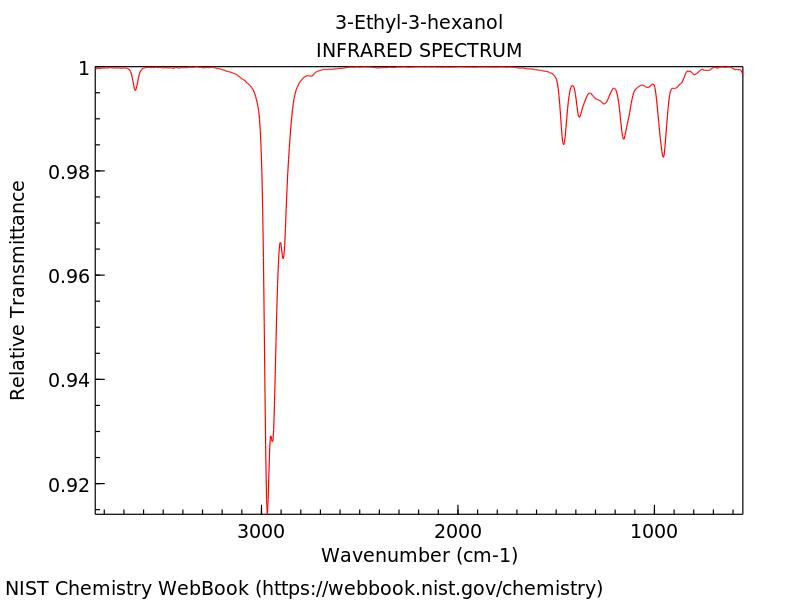 3-Ethyl-3-hexanol
INFRARED SPECTRUM
1
0.98
0.96
0.94
0.92
Relative Transmittance
3000 2000 1000
Wavenumber (cm-1)
NIST Chemistry WebBook (https://webbook.nist.gov/chemistry)